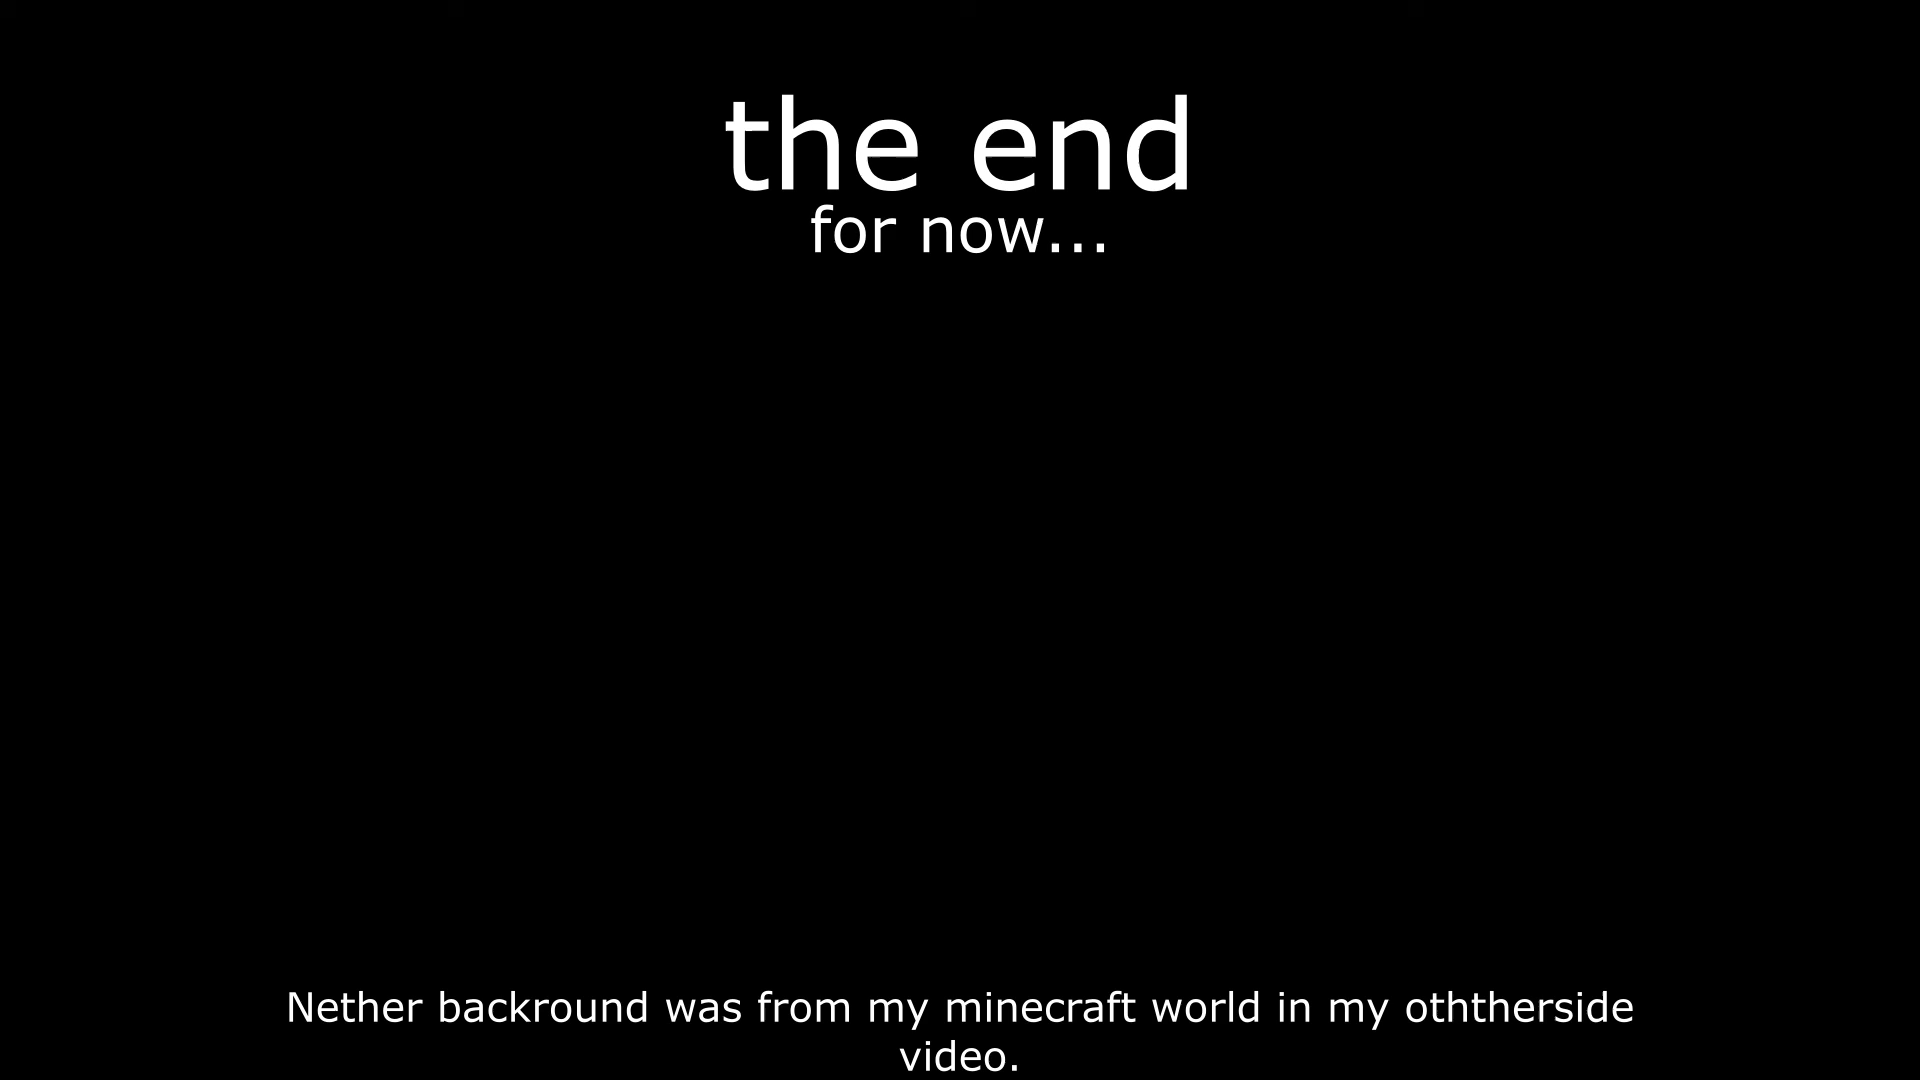 the end
for now...
Nether backround was from my minecraft world in my oththerside
video.